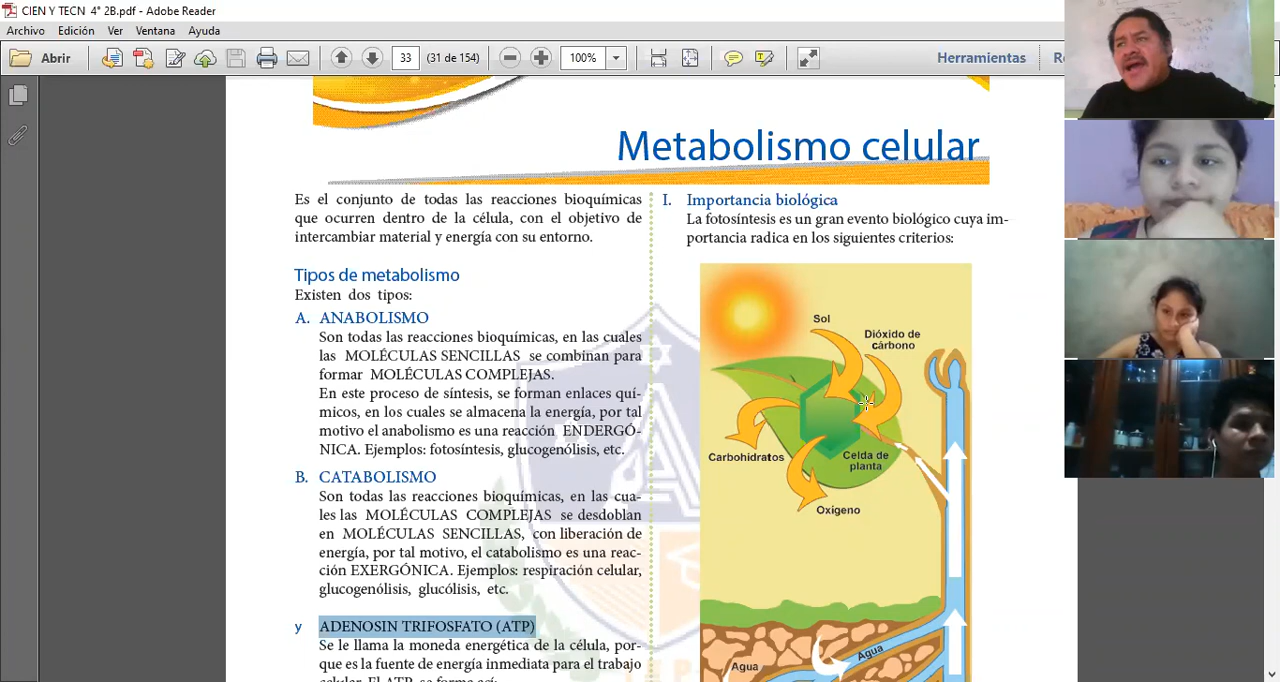 CIEN Y TECN 4° 2B.pdf - Adobe Reader
Archivo Edición Ver Ventana Ayuda
Abrir 33 (31 de 154) 100% Herramientas
Metabolismo celular
Es el conjunto de todas las reacciones bioquímicas
que ocurren dentro de la célula, con el objetivo de
intercambiar material y energía con su entorno.
Tipos de metabolismo
Existen dos tipos:
A. ANABOLISMO
Son todas las reacciones bioquímicas, en las cuales
las MOLÉCULAS SENCILLAS se combinan para
formar MOLÉCULAS COMPLEJAS.
En este proceso de síntesis, se forman enlaces quí-
micos, en los cuales se almacena la energía, por tal
motivo el anabolismo es una reacción ENDERGÓ-
NICA. Ejemplos: fotosíntesis, glucogenólisis, etc.
B. CATABOLISMO
Son todas las reacciones bioquímicas, en las cua-
les las MOLÉCULAS COMPLEJAS se desdoblan
en MOLÉCULAS SENCILLAS, con liberación de
energía, por tal motivo, el catabolismo es una reac-
ción EXERGÓNICA. Ejemplos: respiración celular,
glucogenólisis, glucólisis, etc.
y ADENOSIN TRIFOSFATO (ATP)
Se le llama la moneda energética de la célula, por-
que es la fuente de energía inmediata para el trabajo
celular. El ATP se forma así:
I. Importancia biológica
La fotosíntesis es un gran evento biológico cuya im-
portancia radica en los siguientes criterios:
Sol
Dióxido de
cárbono
Carbohidratos
Celda de
planta
Oxígeno
Agua
Agua